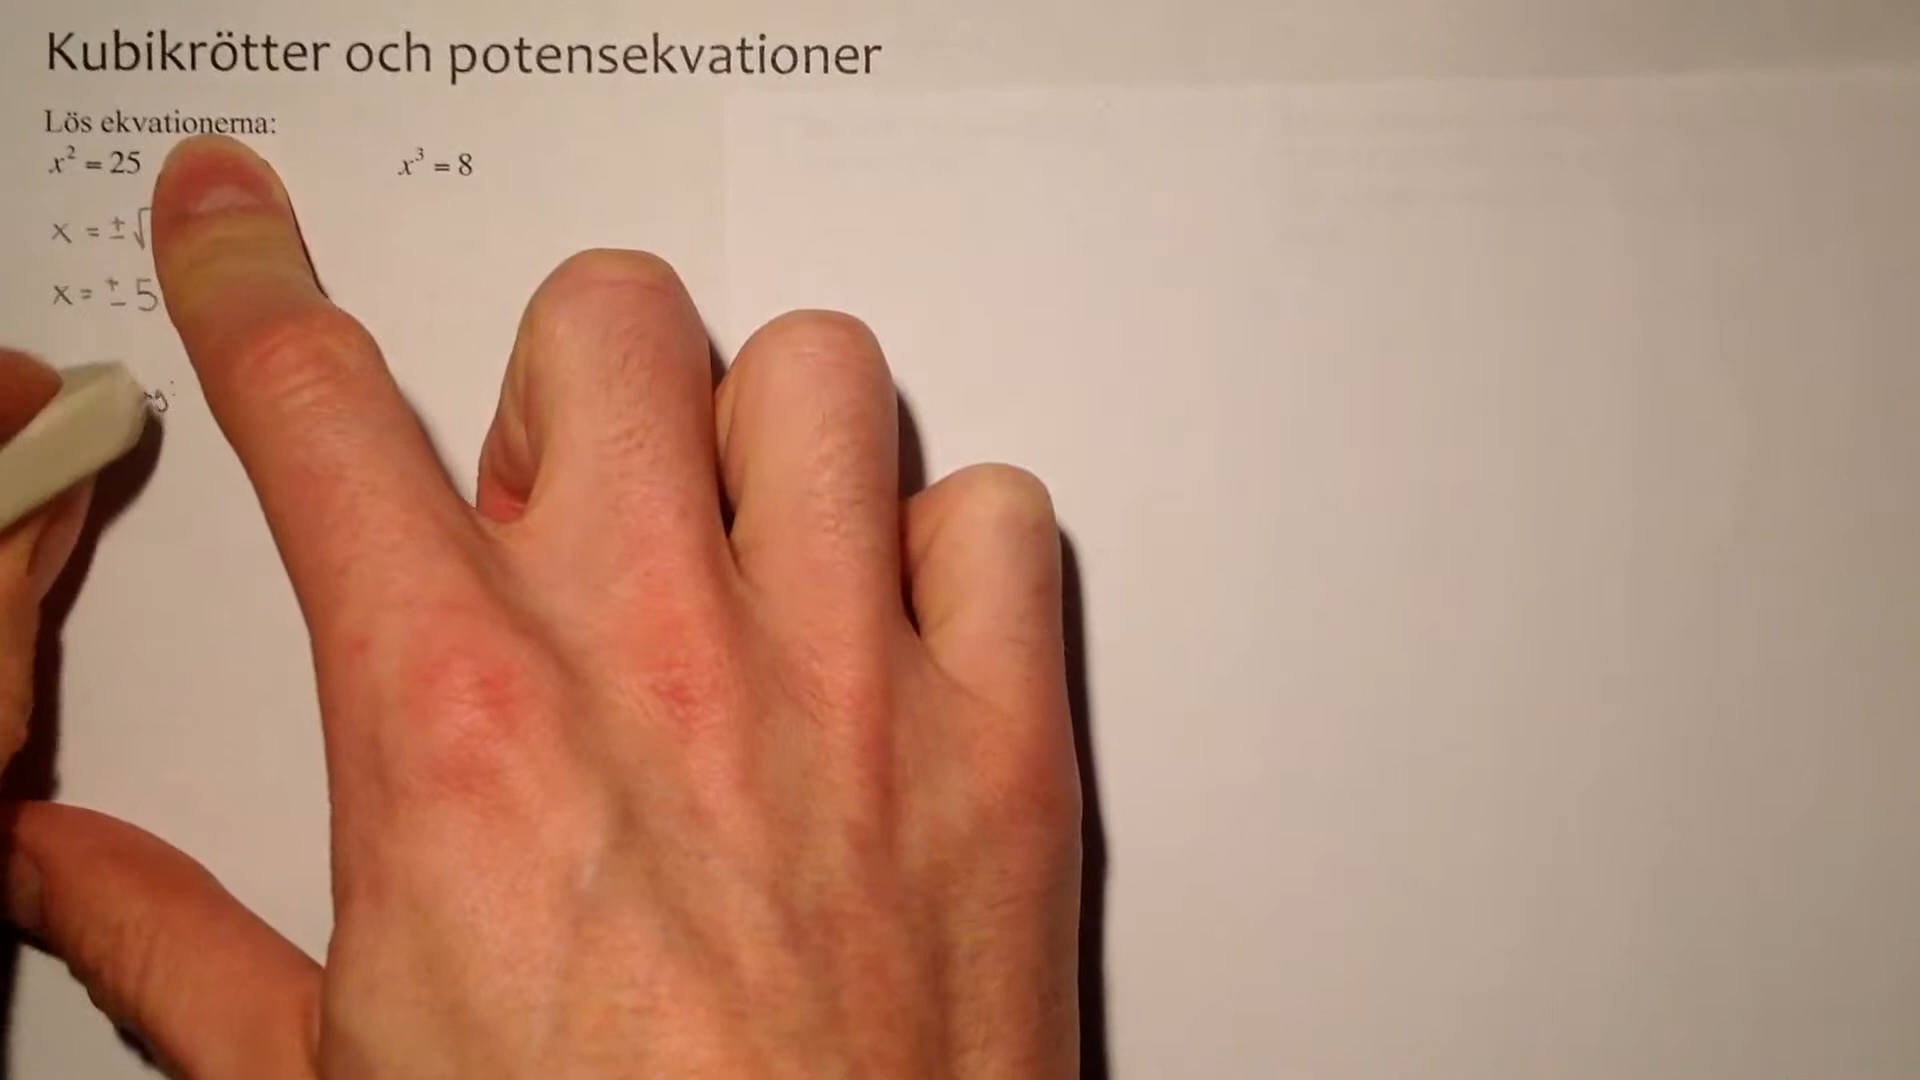 Kubikrötter och potensekvationer
Lös ekvationerna:
x² = 25
x³ = 8
x = ±√
x = ± 5